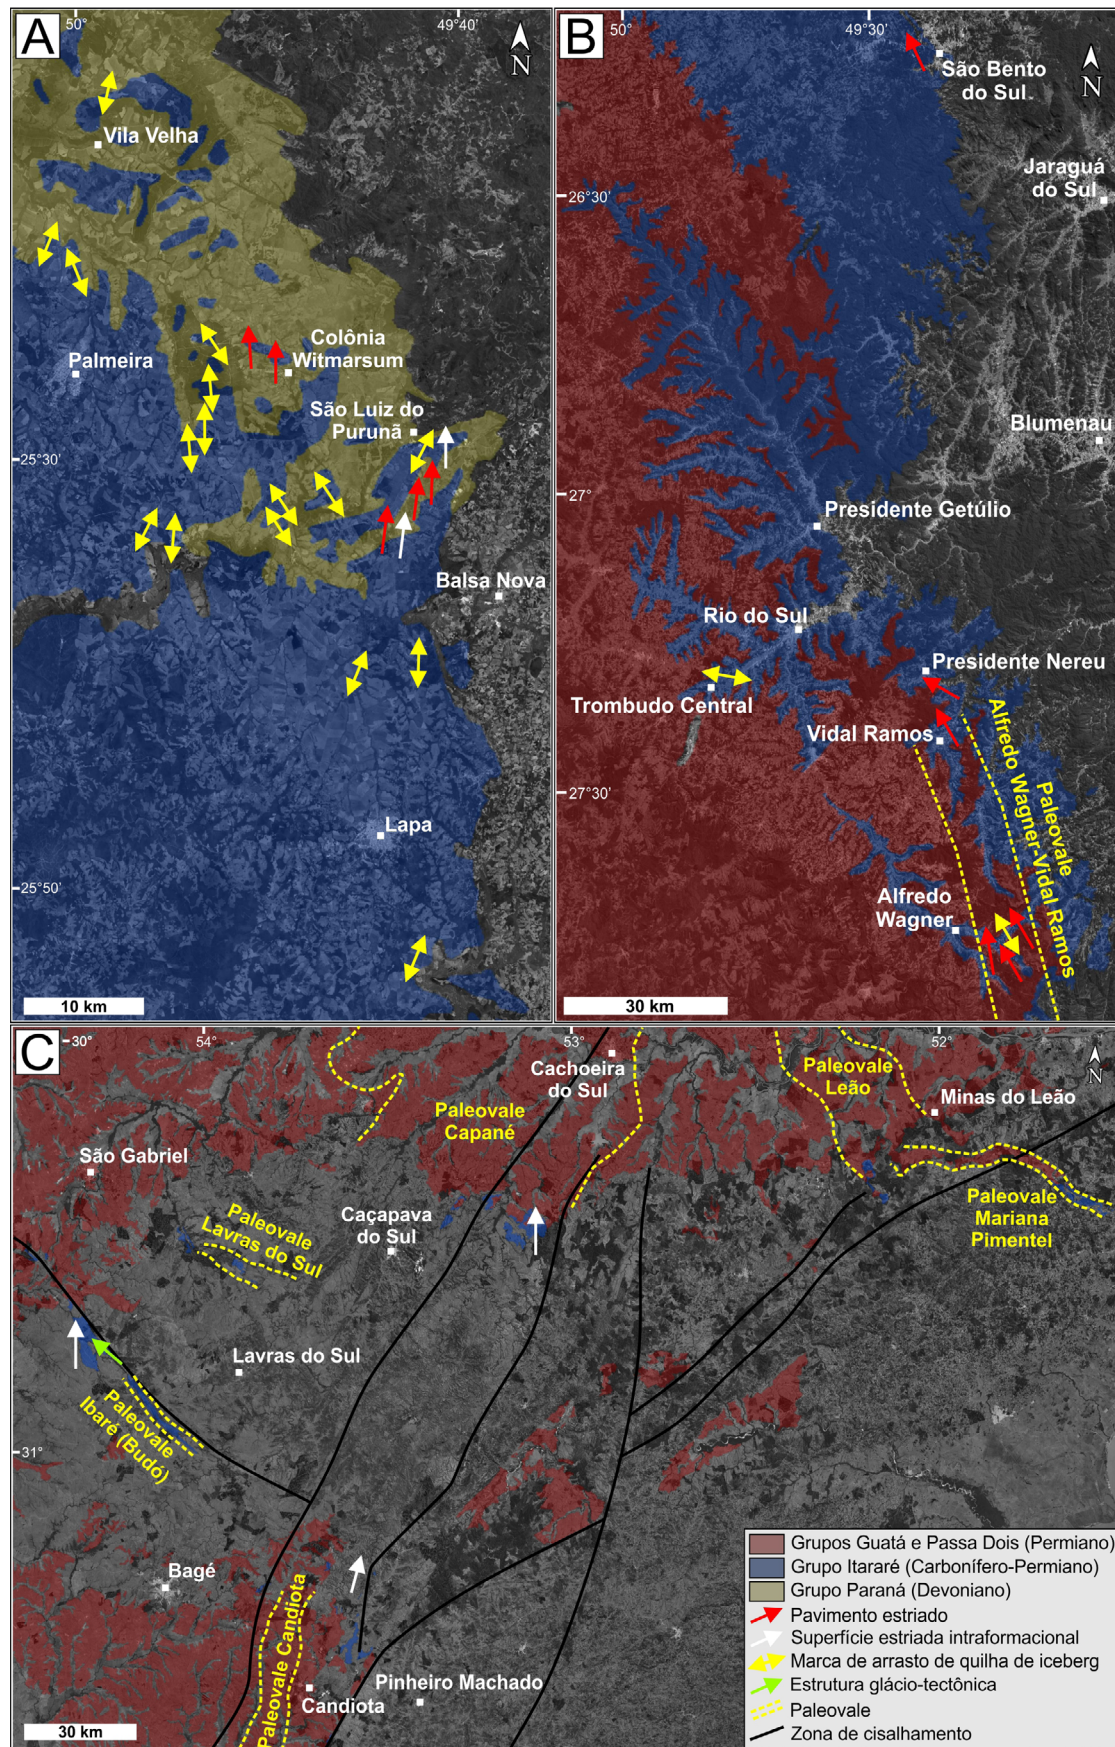 A
50°
49°40'
N
Vila Velha
Palmeira
Colônia
Witmarsum
São Luiz do
Purunã
25°30'
Balsa Nova
Lapa
25°50'
10 km
B
50°
49°30'
N
São Bento
do Sul
Jaraguá
do Sul
26°30'
Blumenau
27°
Presidente Getúlio
Rio do Sul
Presidente Nereu
Trombudo Central
Vidal Ramos
27°30'
Paleovale
Alfredo Wagner-Vidal Ramos
Alfredo
Wagner
30 km
C
30°
54°
53°
52°
N
Cachoeira
do Sul
Paleovale
Leão
Minas do Leão
Paleovale
Capané
São Gabriel
Paleovale
Lavras do Sul
Caçapava
do Sul
Paleovale
Mariana
Pimentel
Lavras do Sul
Paleovale
Ibaré (Budó)
31°
Bagé
Paleovale Candiota
Candiota
Pinheiro Machado
30 km
Grupos Guatá e Passa Dois (Permiano)
Grupo Itararé (Carbonífero-Permiano)
Grupo Paraná (Devoniano)
Pavimento estriado
Superfície estriada intraformacional
Marca de arrasto de quilha de iceberg
Estrutura glácio-tectônica
Paleovale
Zona de cisalhamento